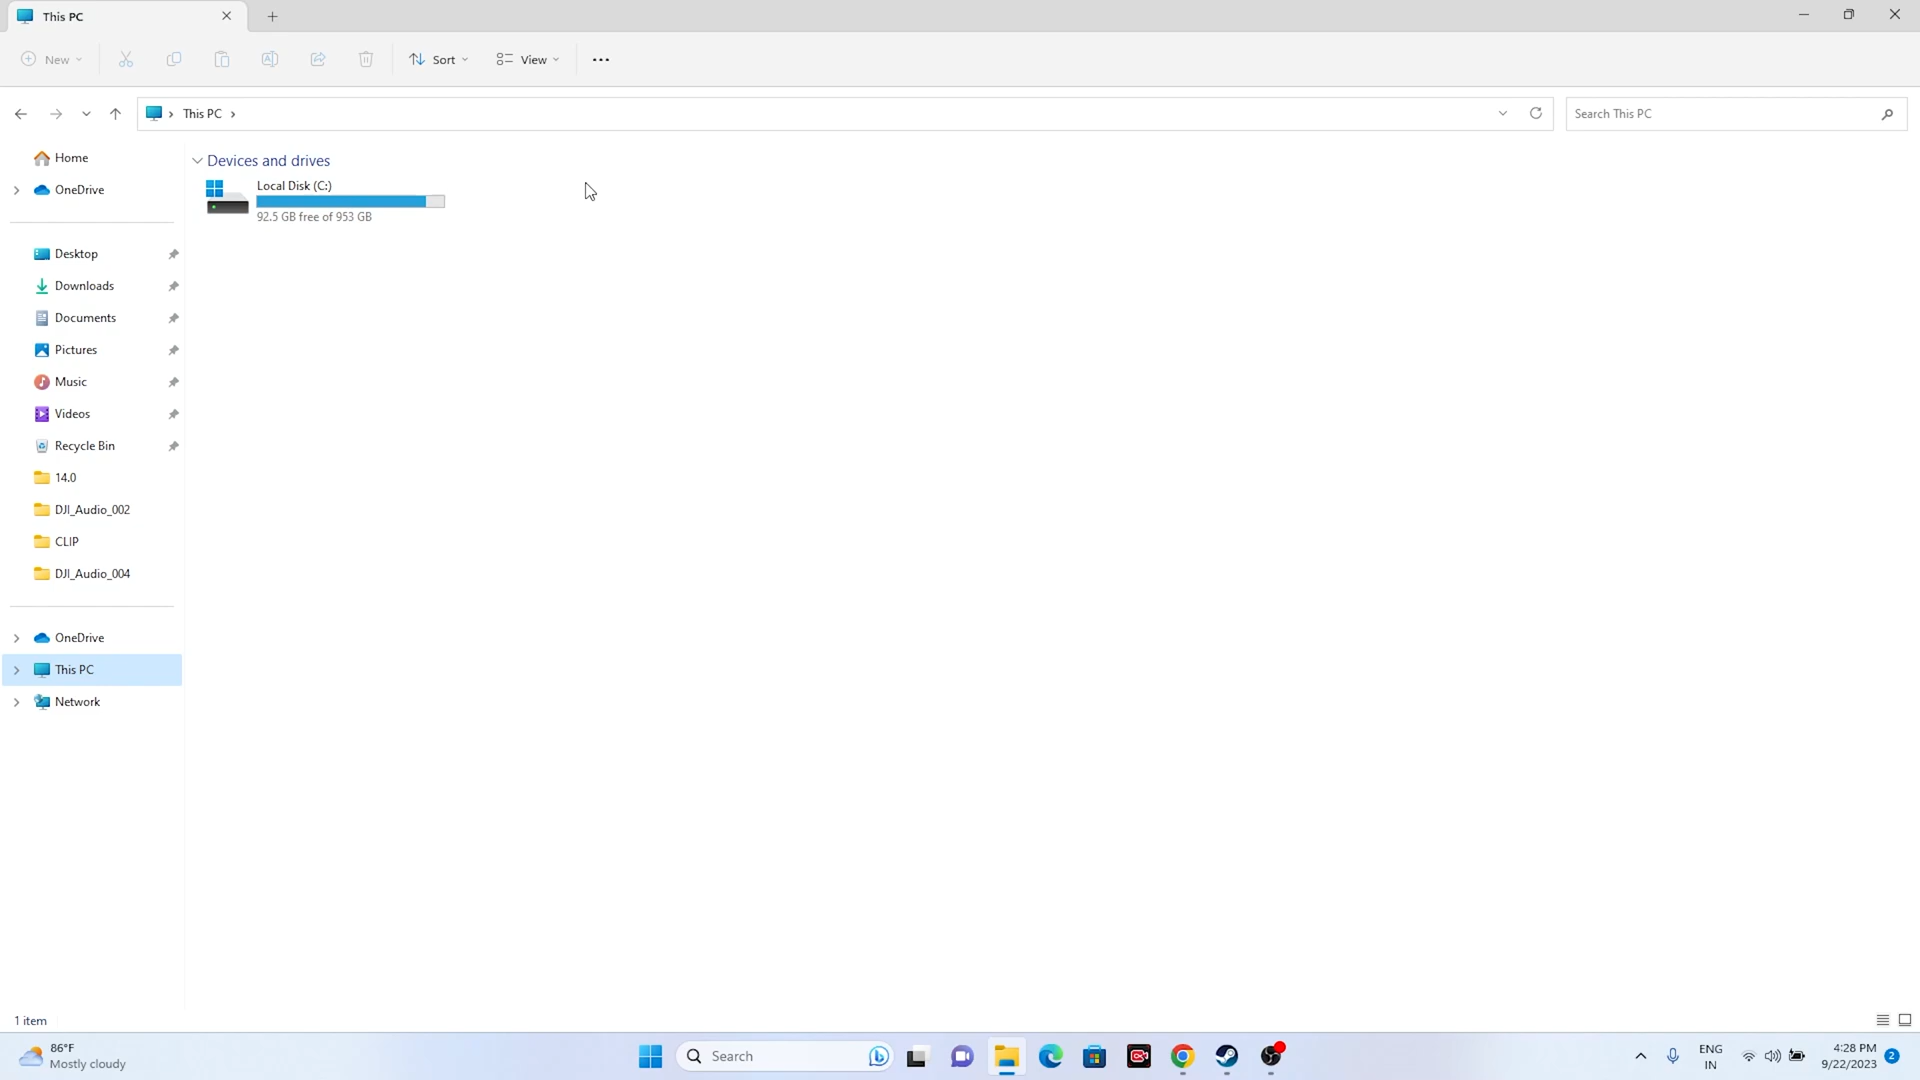 This PC
New
Sort
View
This PC
Search This PC
Home
OneDrive
Desktop
Downloads
Documents
Pictures
Music
Videos
Recycle Bin
14.0
DJI_Audio_002
CLIP
DJI_Audio_004
OneDrive
This PC
Network
Devices and drives
Local Disk (C:)
92.5 GB free of 953 GB
1 item
86°F
Mostly cloudy
Search
ENG
IN
4:28 PM
9/22/2023
2